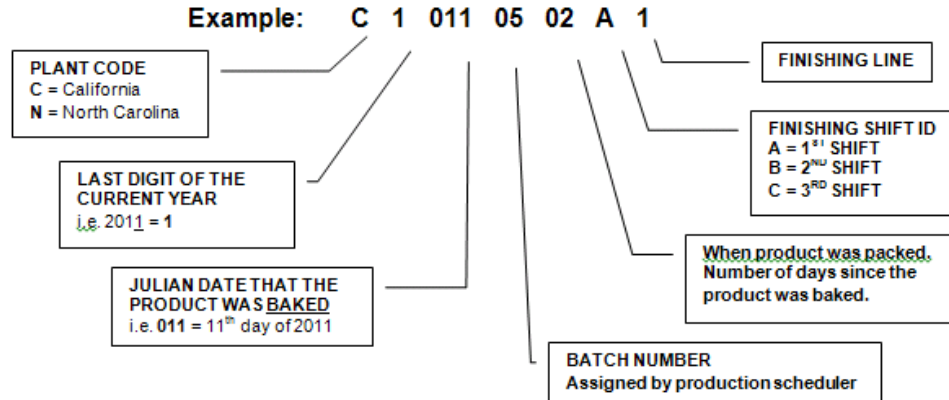 Example: C 1 011 05 02 A 1
PLANT CODE
C = California
N = North Carolina
FINISHING LINE
FINISHING SHIFT ID
A = 1ST SHIFT
B = 2ND SHIFT
C = 3RD SHIFT
LAST DIGIT OF THE
CURRENT YEAR
i.e. 2011 = 1
When product was packed.
Number of days since the
product was baked.
JULIAN DATE THAT THE
PRODUCT WAS BAKED
i.e. 011 = 11th day of 2011
BATCH NUMBER
Assigned by production scheduler